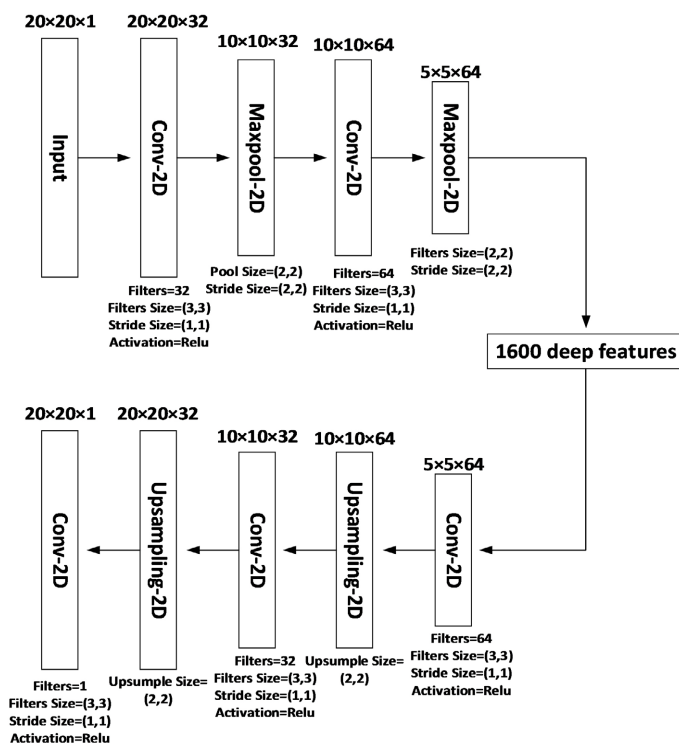 20×20×1
20×20×32
10×10×32
10×10×64
5×5×64
Input
Conv-2D
Maxpool-2D
Conv-2D
Maxpool-2D
Filters=32
Filters Size=(3,3)
Stride Size=(1,1)
Activation=Relu
Pool Size=(2,2)
Stride Size=(2,2)
Filters=64
Filters Size=(3,3)
Stride Size=(1,1)
Activation=Relu
Filters Size=(2,2)
Stride Size=(2,2)
1600 deep features
20×20×1
20×20×32
10×10×32
10×10×64
5×5×64
Conv-2D
Upsampling-2D
Conv-2D
Upsampling-2D
Conv-2D
Filters=1
Filters Size=(3,3)
Stride Size=(1,1)
Activation=Relu
Upsumple Size=
(2,2)
Filters=32
Filters Size=(3,3)
Stride Size=(1,1)
Activation=Relu
Upsumple Size=
(2,2)
Filters=64
Filters Size=(3,3)
Stride Size=(1,1)
Activation=Relu